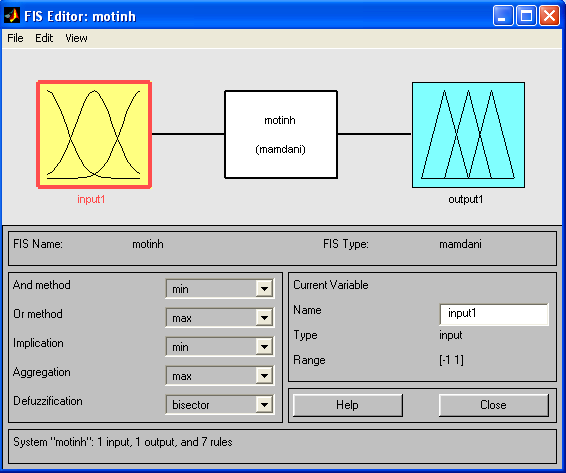 FIS Editor: motinh
File Edit View
motinh
(mamdani)
input1
output1
FIS Name: motinh FIS Type: mamdani
And method min
Or method max
Implication min
Aggregation max
Defuzzification bisector
Current Variable
Name input1
Type input
Range [-1 1]
Help Close
System "motinh": 1 input, 1 output, and 7 rules